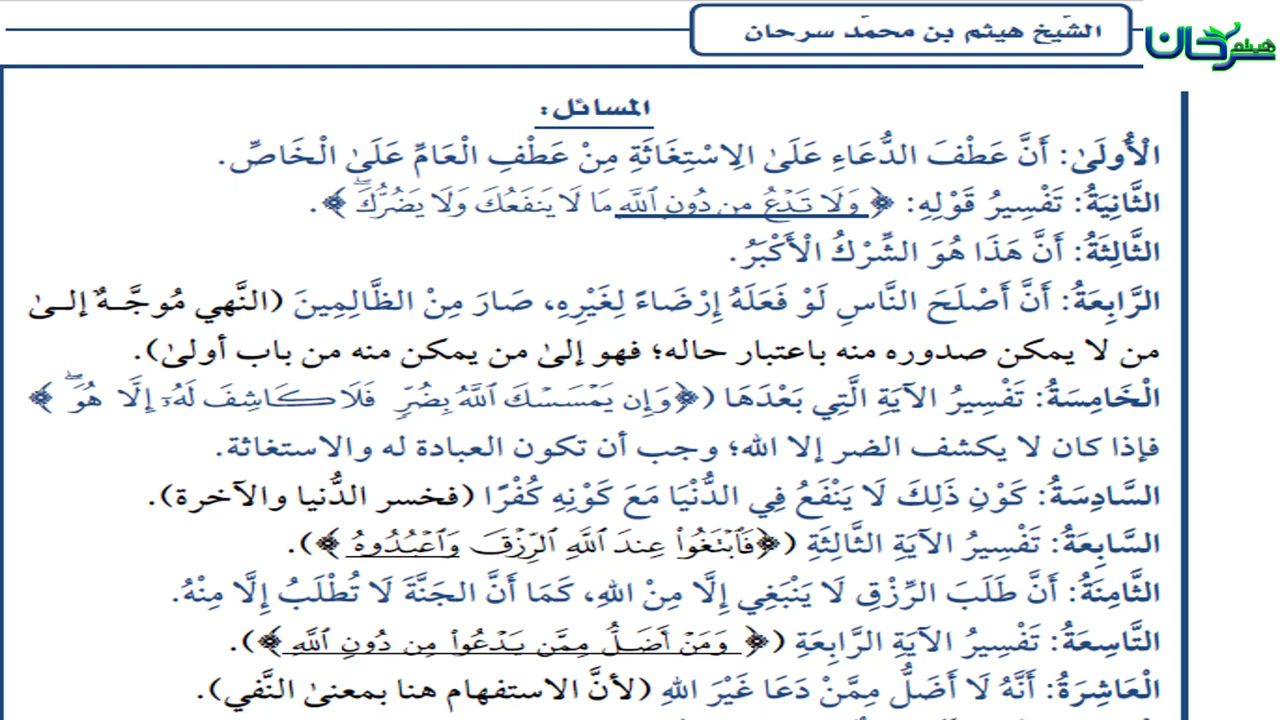 الشيخ هيثم بن محمد سرحان
هيثم سرحان
المسائل:
الْأُولَىٰ: أَنَّ عَطْفَ الدُّعَاءِ عَلَىٰ الِاسْتِغَاثَةِ مِنْ عَطْفِ الْعَامِّ عَلَىٰ الْخَاصِّ.
الثَّانِيَةُ: تَفْسِيرُ قَوْلِهِ: ﴿وَلَا تَدْعُ مِن دُونِ ٱللَّهِ مَا لَا يَنفَعُكَ وَلَا يَضُرُّكَۖ﴾.
الثَّالِثَةُ: أَنَّ هَذَا هُوَ الشِّرْكُ الْأَكْبَرُ.
الرَّابِعَةُ: أَنَّ أَصْلَحَ النَّاسِ لَوْ فَعَلَهُ إِرْضَاءً لِغَيْرِهِ، صَارَ مِنْ الظَّالِمِينَ (النَّهي مُوجَّـهٌ إلـىٰ
من لا يمكن صدوره منه باعتبار حاله؛ فهو إلىٰ من يمكن منه من باب أولىٰ).
الْخَامِسَةُ: تَفْسِيرُ الآيَةِ الَّتِي بَعْدَهَا (﴿وَإِن يَمْسَسْكَ ٱللَّهُ بِضُرٍّ فَلَا كَاشِفَ لَهُۥٓ إِلَّا هُوَۖ﴾
فإذا كان لا يكشف الضر إلا الله؛ وجب أن تكون العبادة له والاستغاثة.
السَّادِسَةُ: كَوْنِ ذَلِكَ لَا يَنْفَعُ فِي الدُّنْيَا مَعَ كَوْنِهِ كُفْرًا (فخسر الدُّنيا والآخرة).
السَّابِعَةُ: تَفْسِيرُ الآيَةِ الثَّالِثَةِ (﴿فَٱبْتَغُوا۟ عِندَ ٱللَّهِ ٱلرِّزْقَ وَٱعْبُدُوهُ﴾).
الثَّامِنَةُ: أَنَّ طَلَبَ الرِّزْقِ لَا يَنْبَغِي إِلَّا مِنْ اللهِ، كَمَا أَنَّ الجَنَّةَ لَا تُطْلَبُ إِلَّا مِنْهُ.
التَّاسِعَةُ: تَفْسِيرُ الآيَةِ الرَّابِعَةِ (﴿وَمَنْ أَضَلُّ مِمَّن يَدْعُوا۟ مِن دُونِ ٱللَّهِ﴾).
الْعَاشِرَةُ: أَنَّهُ لَا أَضَلُّ مِمَّنْ دَعَا غَيْرَ اللهِ (لأنَّ الاستفهام هنا بمعنىٰ النَّفي).